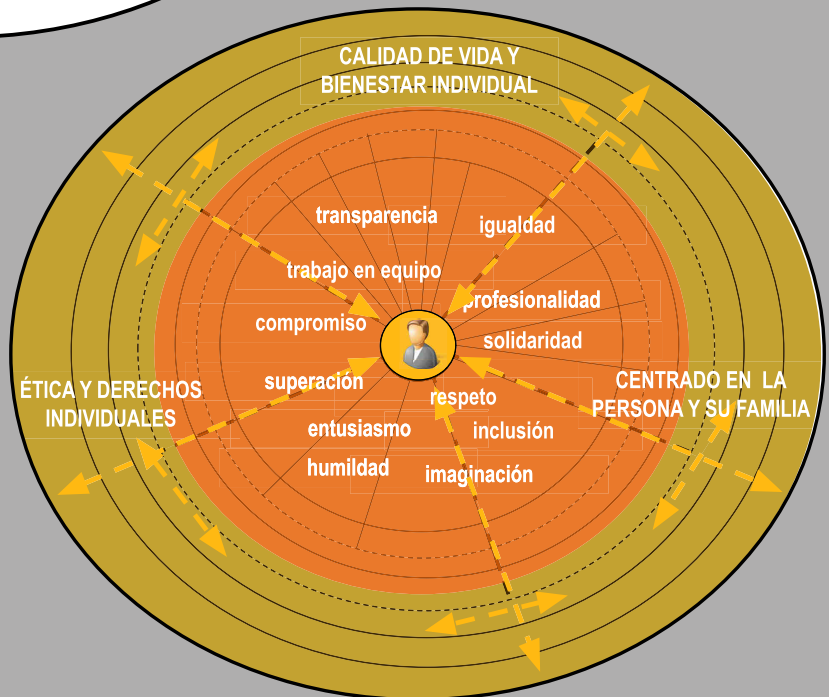 CALIDAD DE VIDA Y
BIENESTAR INDIVIDUAL
transparencia
igualdad
trabajo en equipo
profesionalidad
compromiso
solidaridad
superación
respeto
entusiasmo
inclusión
humildad
imaginación
ÉTICA Y DERECHOS
INDIVIDUALES
CENTRADO EN LA
PERSONA Y SU FAMILIA